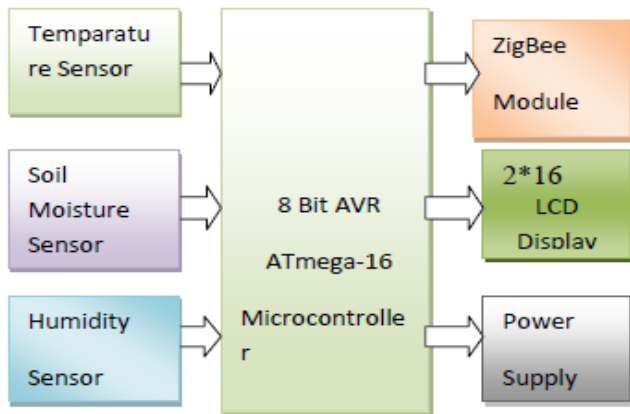 Temparatu
re Sensor
Soil
Moisture
Sensor
Humidity
Sensor
8 Bit AVR
ATmega-16
Microcontrolle
r
ZigBee
Module
2*16
LCD
Display
Power
Supply